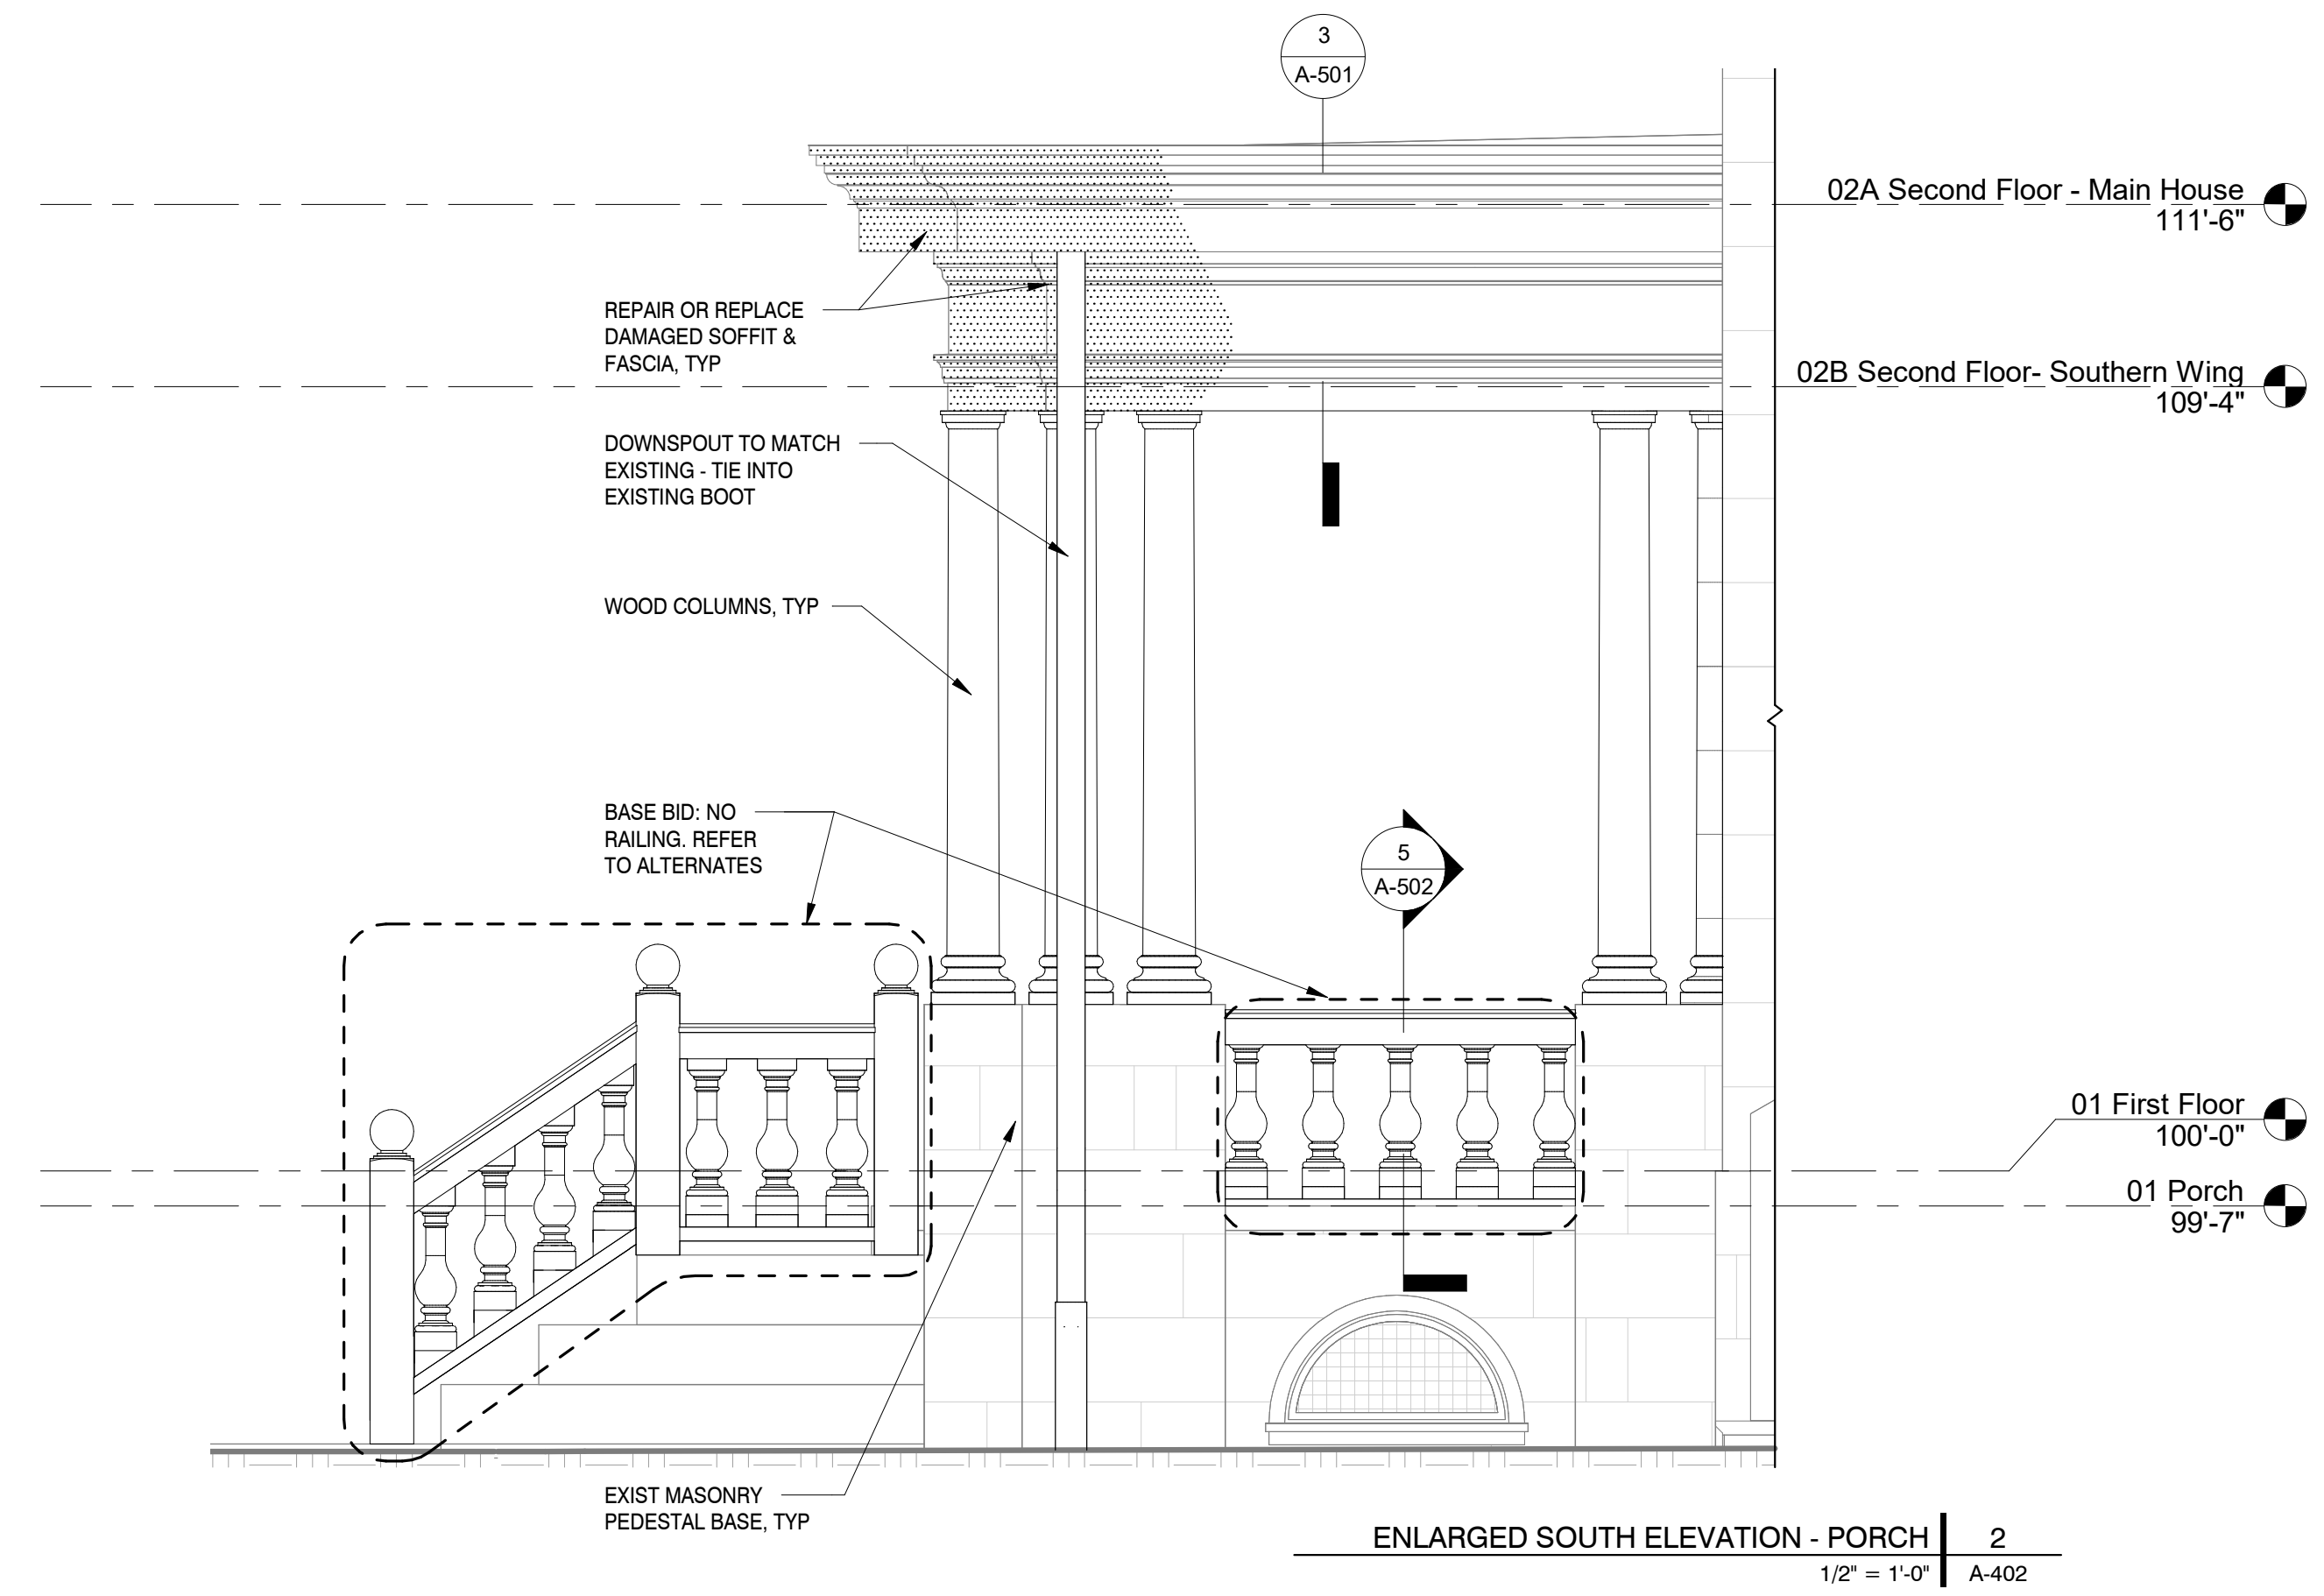 3
A-501
02A Second Floor - Main House
111'-6"
REPAIR OR REPLACE
DAMAGED SOFFIT &
FASCIA, TYP
02B Second Floor- Southern Wing
109'-4"
DOWNSPOUT TO MATCH
EXISTING - TIE INTO
EXISTING BOOT
WOOD COLUMNS, TYP
BASE BID: NO
RAILING. REFER
TO ALTERNATES
5
A-502
01 First Floor
100'-0"
01 Porch
99'-7"
EXIST MASONRY
PEDESTAL BASE, TYP
ENLARGED SOUTH ELEVATION - PORCH 2
1/2" = 1'-0" A-402